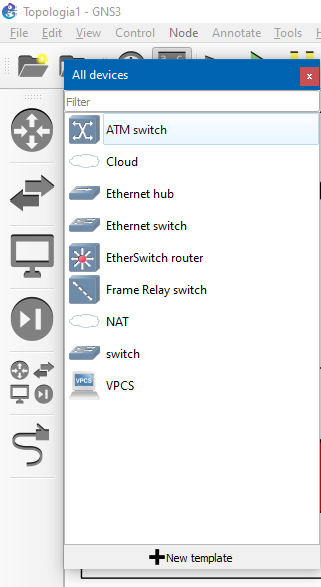 Topologia1 - GNS3
File Edit View Control Node Annotate Tools
All devices
x
Filter
ATM switch
Cloud
Ethernet hub
Ethernet switch
EtherSwitch router
Frame Relay switch
NAT
switch
VPCS
VPCS
New template